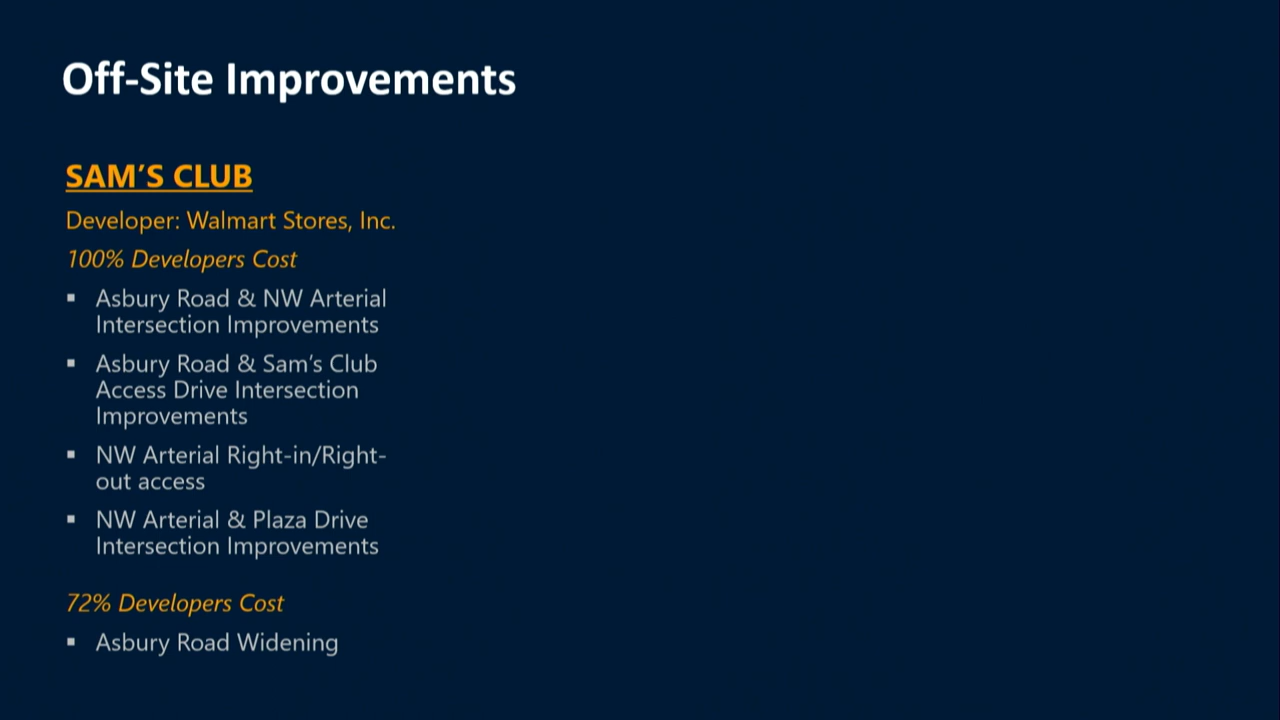 Off-Site Improvements
SAM’S CLUB
Developer: Walmart Stores, Inc.
100% Developers Cost
▪ Asbury Road & NW Arterial
Intersection Improvements
▪ Asbury Road & Sam’s Club
Access Drive Intersection
Improvements
▪ NW Arterial Right-in/Right-
out access
▪ NW Arterial & Plaza Drive
Intersection Improvements
72% Developers Cost
▪ Asbury Road Widening